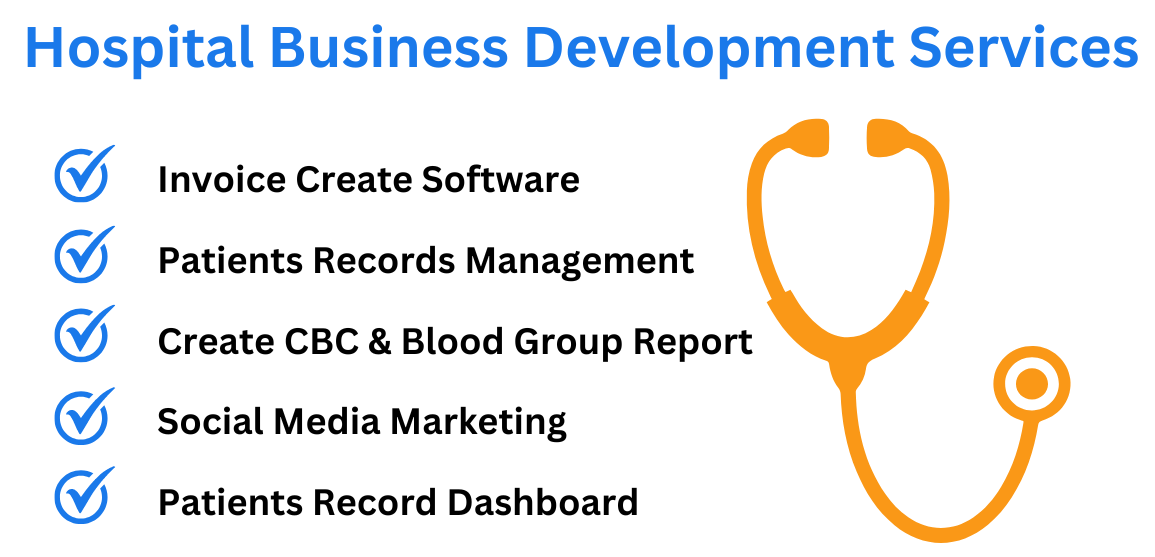 Hospital Business Development Services
Invoice Create Software
Patients Records Management
Create CBC & Blood Group Report
Social Media Marketing
Patients Record Dashboard